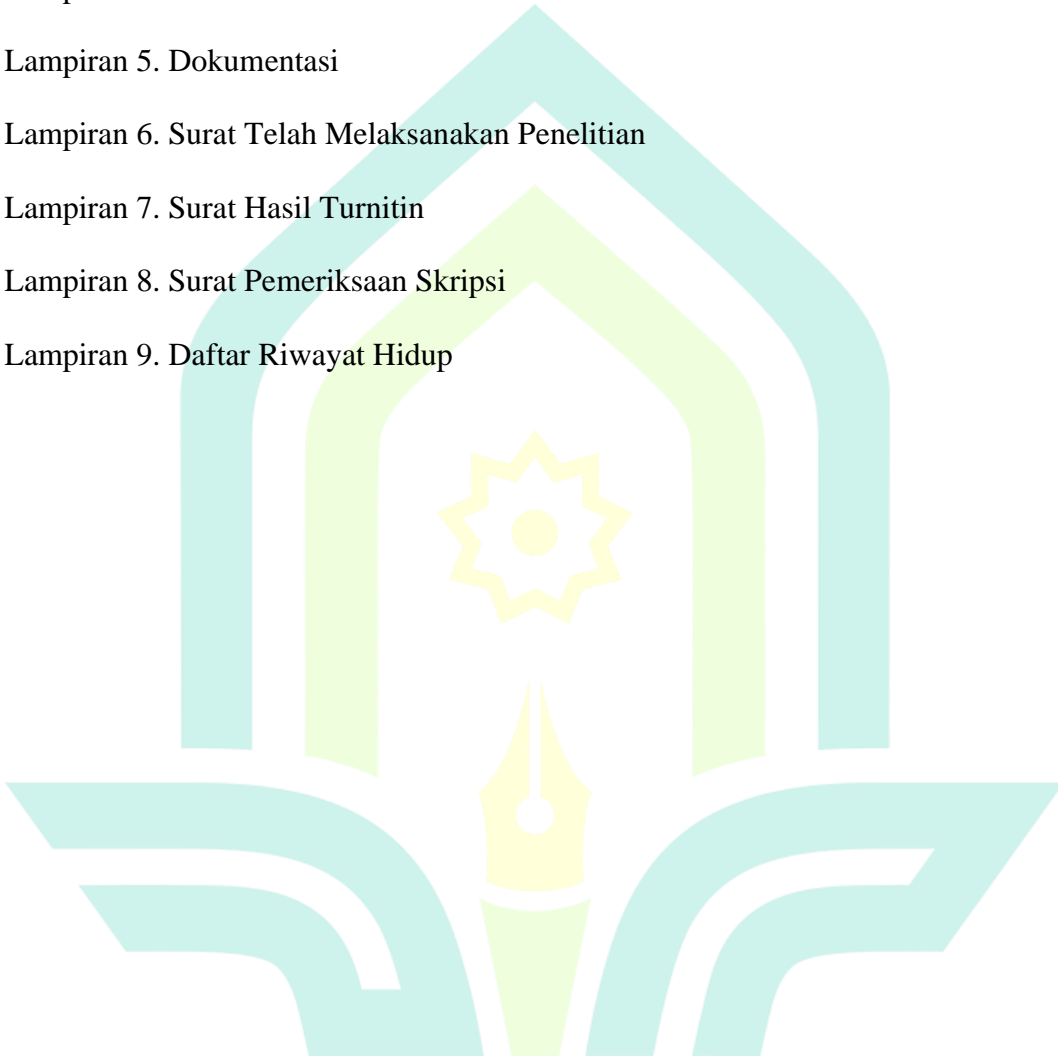 Lampiran 5. Dokumentasi
Lampiran 6. Surat Telah Melaksanakan Penelitian
Lampiran 7. Surat Hasil Turnitin
Lampiran 8. Surat Pemeriksaan Skripsi
Lampiran 9. Daftar Riwayat Hidup